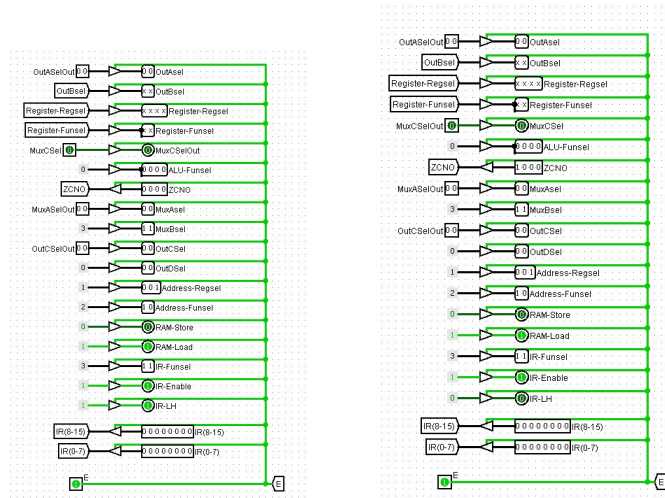 OutASelOut 0 0 0 0 OutAsel
OutBsel x x OutBsel
Register-Regsel x x x x Register-Regsel
Register-Funsel x x Register-Funsel
MuxCSel 0 0 MuxCSelOut
0 0 0 0 0 ALU-Funsel
ZCNO 0 0 0 0 ZCNO
MuxASelOut 0 0 0 0 MuxAsel
3 1 1 MuxBsel
OutCSelOut 0 0 0 0 OutCSel
0 0 0 OutDSel
1 0 0 1 Address-Regsel
2 1 0 Address-Funsel
0 0 RAM-Store
1 1 RAM-Load
3 1 1 IR-Funsel
1 1 IR-Enable
1 1 IR-LH
IR(8-15) 0 0 0 0 0 0 0 0 IR(8-15)
IR(0-7) 0 0 0 0 0 0 0 0 IR(0-7)
E
1 E
OutASelOut 0 0 0 0 OutAsel
OutBsel x x OutBsel
Register-Regsel x x x x Register-Regsel
Register-Funsel x x Register-Funsel
MuxCSelOut 0 0 MuxCSel
0 0 0 0 0 ALU-Funsel
ZCNO 1 0 0 0 ZCNO
MuxASelOut 0 0 0 0 MuxAsel
3 1 1 MuxBsel
OutCSelOut 0 0 0 0 OutCSel
0 0 0 OutDSel
1 0 0 1 Address-Regsel
2 1 0 Address-Funsel
0 0 RAM-Store
1 1 RAM-Load
3 1 1 IR-Funsel
1 1 IR-Enable
0 0 IR-LH
IR(8-15) 0 0 0 0 0 0 0 0 IR(8-15)
IR(0-7) 0 0 0 0 0 0 0 0 IR(0-7)
E
1 E